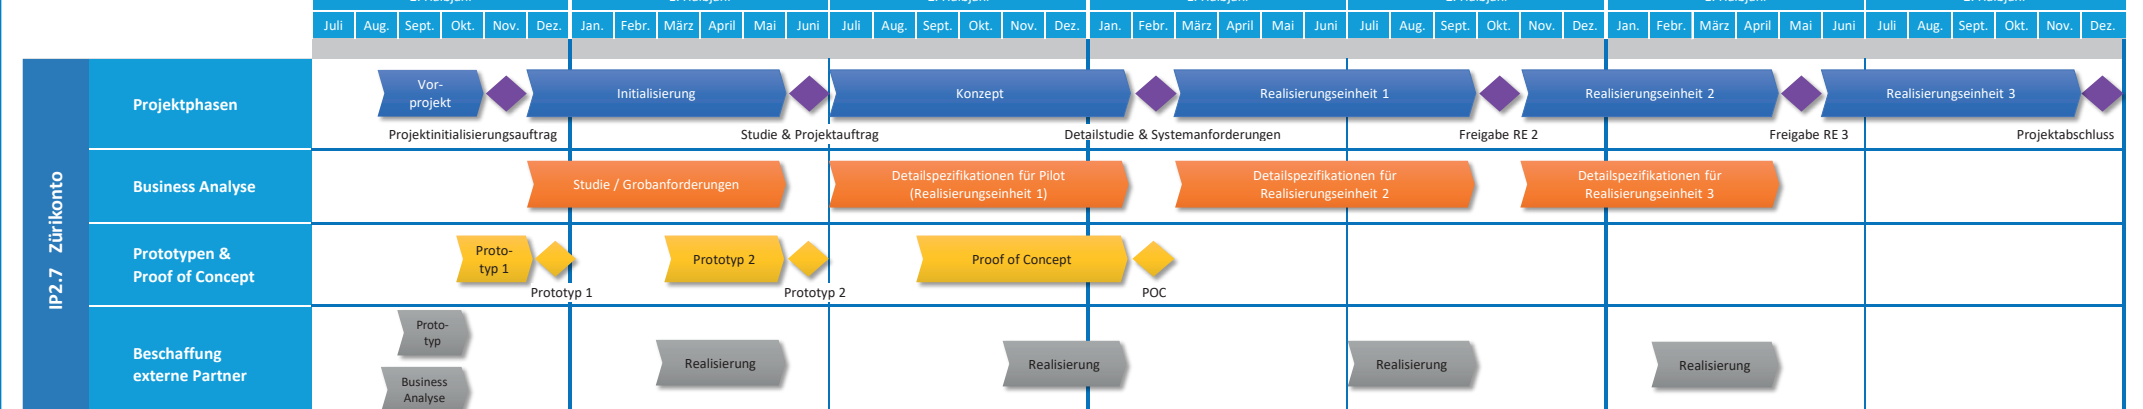 Juli Aug. Sept. Okt. Nov. Dez. Jan. Febr. März April Mai Juni Juli Aug. Sept. Okt. Nov. Dez. Jan. Febr. März April Mai Juni Juli Aug. Sept. Okt. Nov. Dez. Jan. Febr. März April Mai Juni Juli Aug. Sept. Okt. Nov. Dez.
IP2.7 Zürikonto
Projektphasen
Vor-
projekt
Initialisierung
Konzept
Realisierungseinheit 1
Realisierungseinheit 2
Realisierungseinheit 3
Projektinitialisierungsauftrag
Studie & Projektauftrag
Detailstudie & Systemanforderungen
Freigabe RE 2
Freigabe RE 3
Projektabschluss
Business Analyse
Studie / Grobanforderungen
Detailspezifikationen für Pilot
(Realisierungseinheit 1)
Detailspezifikationen für
Realisierungseinheit 2
Detailspezifikationen für
Realisierungseinheit 3
Prototypen &
Proof of Concept
Proto-
typ 1
Prototyp 2
Proof of Concept
Prototyp 1
Prototyp 2
POC
Beschaffung
externe Partner
Proto-
typ
Business
Analyse
Realisierung
Realisierung
Realisierung
Realisierung